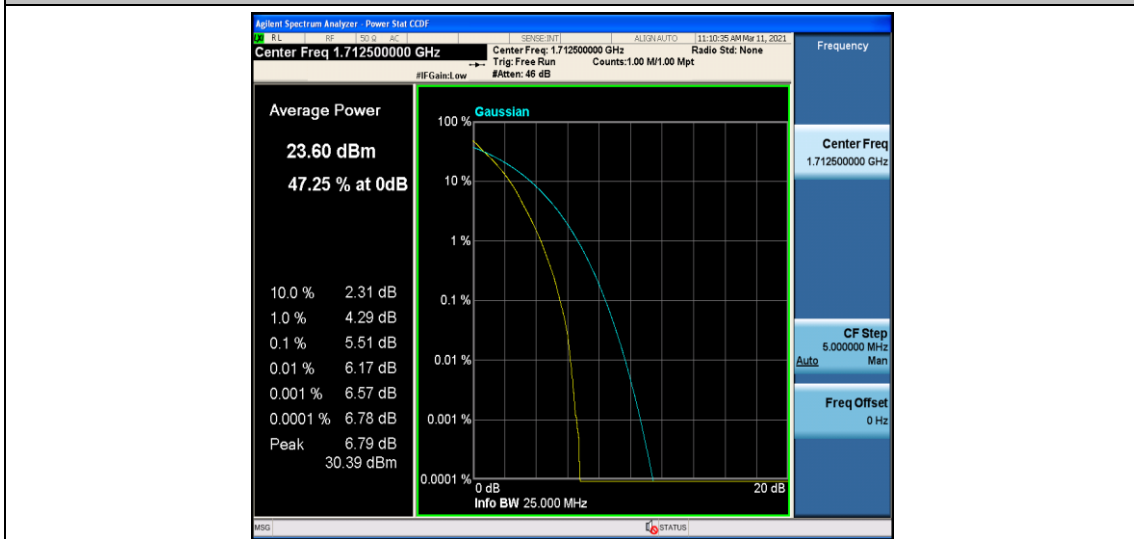 Agilent Spectrum Analyzer - Power Stat CCDF
RL RF 50 Ω AC SENSE:INT ALIGN AUTO 11:10:35 AM Mar 11, 2021
Center Freq 1.712500000 GHz
Center Freq: 1.712500000 GHz Radio Std: None
Trig: Free Run Counts:1.00 M/1.00 Mpt
#IFGain:Low #Atten: 46 dB
Frequency
Average Power
23.60 dBm
47.25 % at 0dB
10.0 % 2.31 dB
1.0 % 4.29 dB
0.1 % 5.51 dB
0.01 % 6.17 dB
0.001 % 6.57 dB
0.0001 % 6.78 dB
Peak 6.79 dB
30.39 dBm
Gaussian
100 %
10 %
1 %
0.1 %
0.01 %
0.001 %
0.0001 %
0 dB 20 dB
Info BW 25.000 MHz
Center Freq
1.712500000 GHz
CF Step
5.000000 MHz
Auto Man
Freq Offset
0 Hz
MSG STATUS